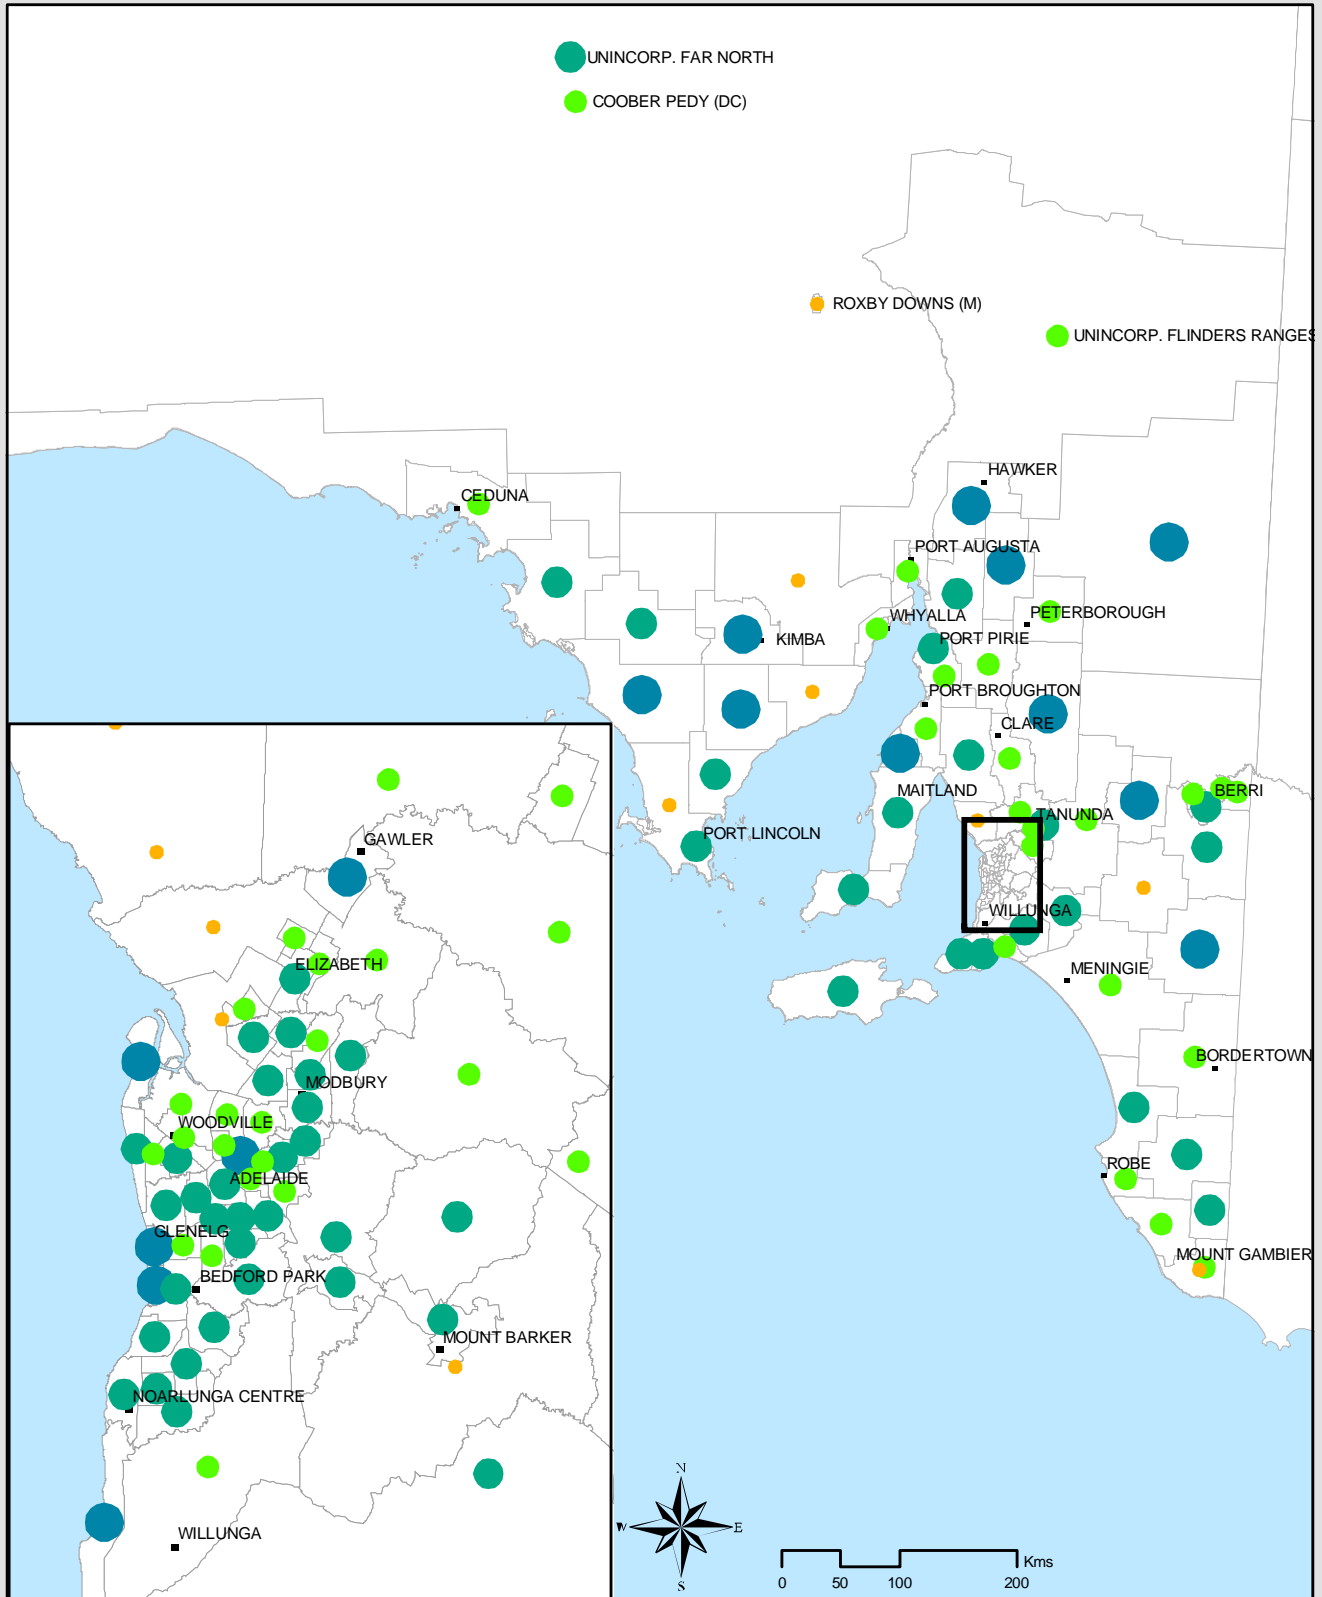 UNINCORP. FAR NORTH
COOBER PEDY (DC)
ROXBY DOWNS (M)
UNINCORP. FLINDERS RANGES
HAWKER
CEDUNA
PORT AUGUSTA
PETERBOROUGH
WHYALLA
KIMBA
PORT PIRIE
PORT BROUGHTON
CLARE
MAITLAND
BERRI
TANUNDA
PORT LINCOLN
GAWLER
WILLUNGA
ELIZABETH
MENINGIE
BORDERTOWN
MODBURY
WOODVILLE
ROBE
ADELAIDE
GLENELG
MOUNT GAMBIER
BEDFORD PARK
MOUNT BARKER
NOARLUNGA CENTRE
WILLUNGA
N
W
E
S
Kms
0
50
100
200